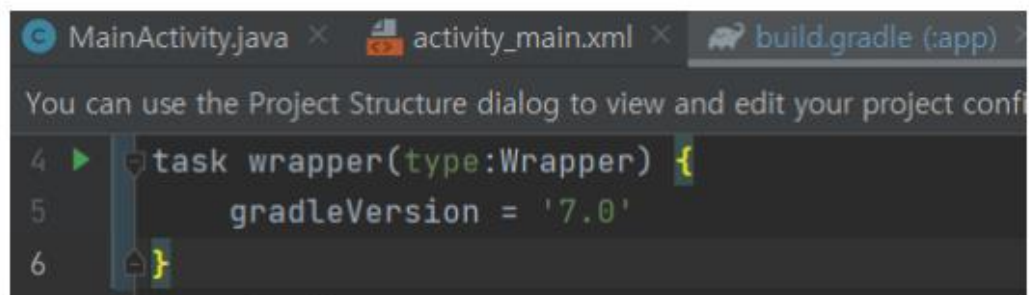 MainActivity.java activity_main.xml build.gradle (:app)
You can use the Project Structure dialog to view and edit your project
4 task wrapper(type:Wrapper) {
5 gradleVersion = '7.0'
6 }